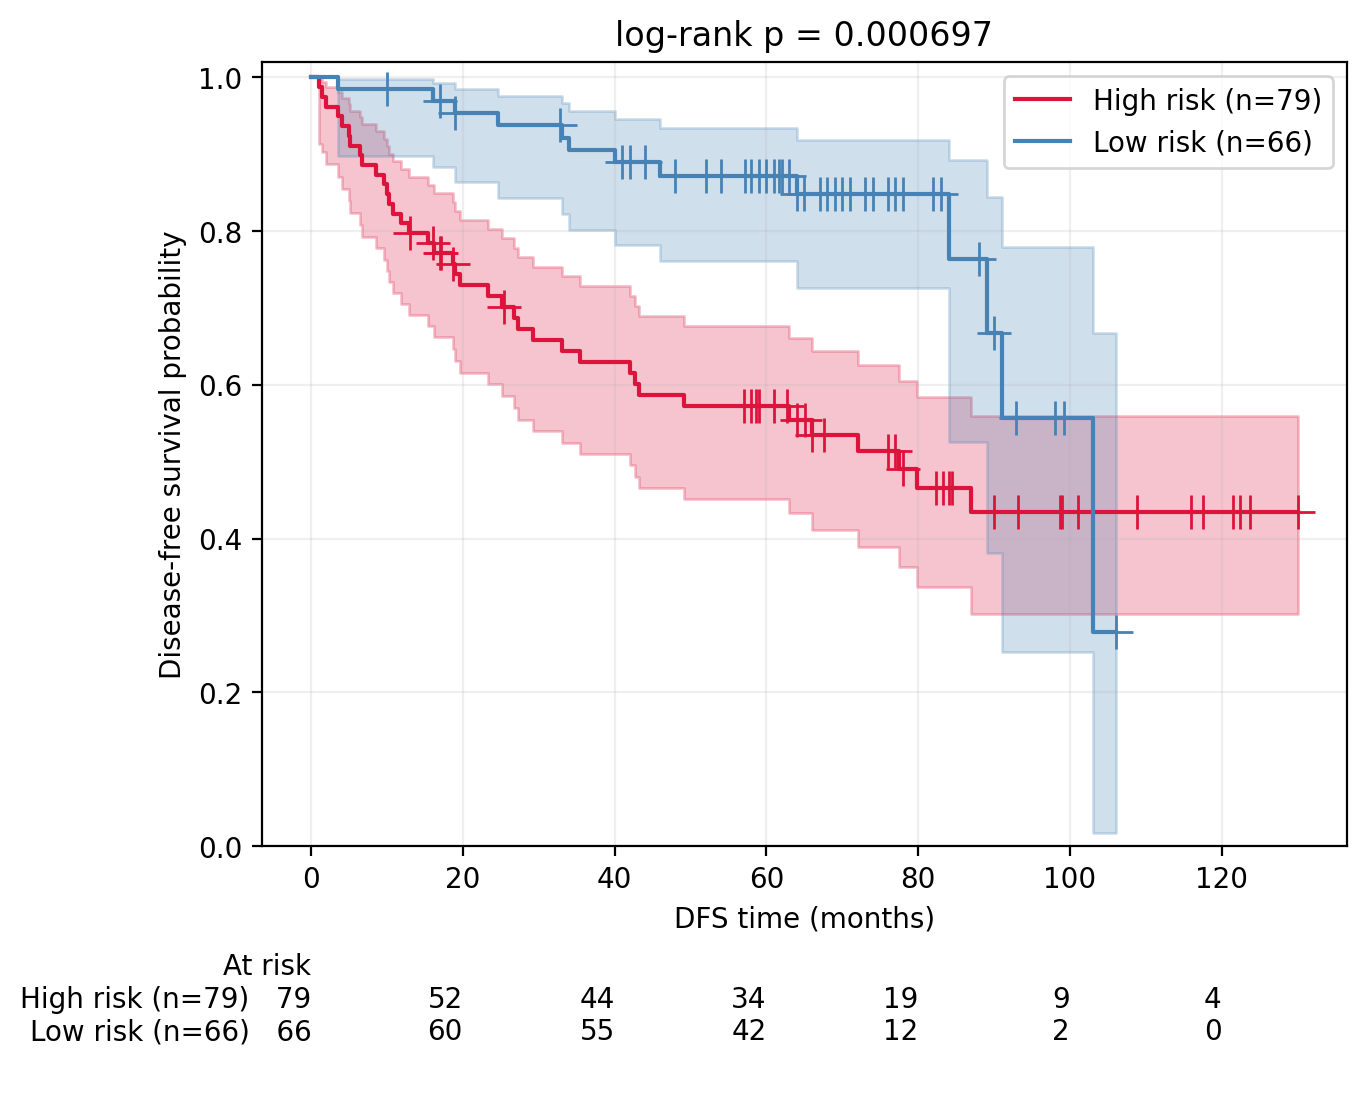 log-rank p = 0.000697
High risk (n=79)
Low risk (n=66)
Disease-free survival probability
1.0
0.8
0.6
0.4
0.2
0.0
0 20 40 60 80 100 120
DFS time (months)
At risk
High risk (n=79) 79 52 44 34 19 9 4
Low risk (n=66) 66 60 55 42 12 2 0